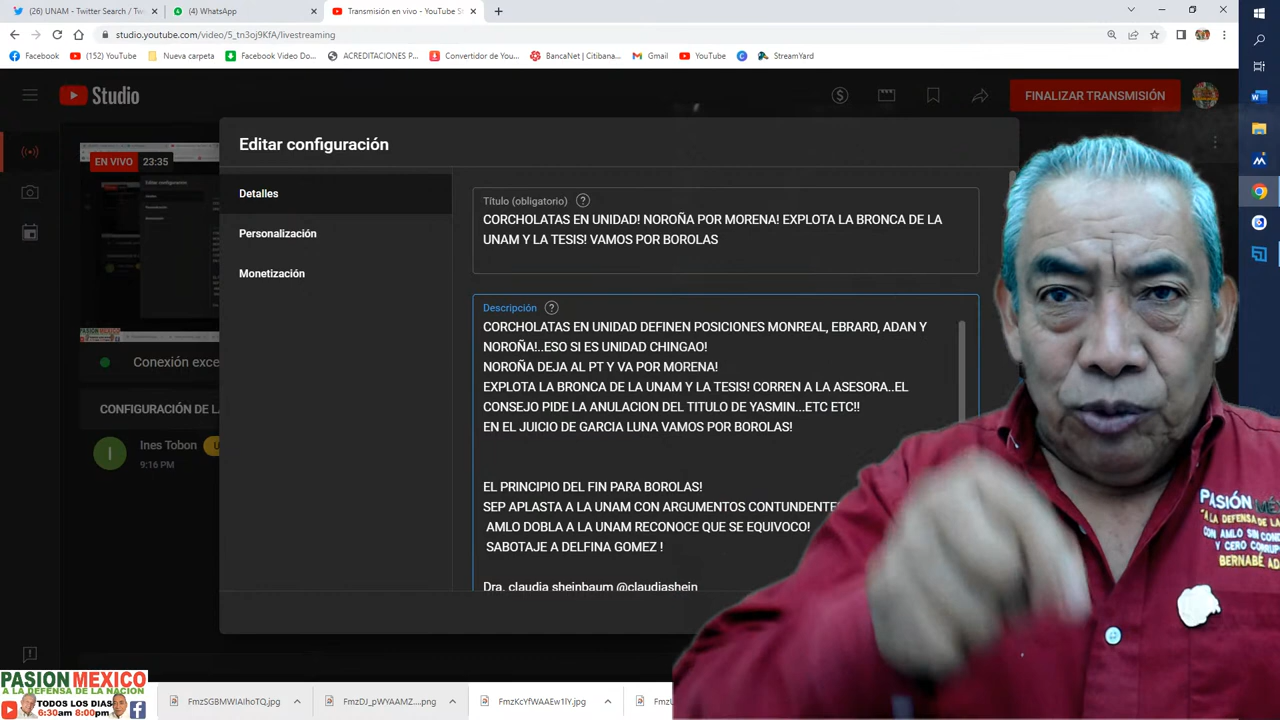 (26) UNAM - Twitter Search / Tw
(4) WhatsApp
Transmisión en vivo - YouTube S
studio.youtube.com/video/5_tn3oj9KfA/livestreaming
Facebook
(152) YouTube
Nueva carpeta
Facebook Video Do...
ACREDITACIONES P...
Convertidor de You...
BancaNet | Citibana...
Gmail
YouTube
StreamYard
Studio
FINALIZAR TRANSMISIÓN
EN VIVO 23:35
Editar configuración
Detalles
Personalización
Monetización
Título (obligatorio)
CORCHOLATAS EN UNIDAD! NOROÑA POR MORENA! EXPLOTA LA BRONCA DE LA
UNAM Y LA TESIS! VAMOS POR BOROLAS
Descripción
CORCHOLATAS EN UNIDAD DEFINEN POSICIONES MONREAL, EBRARD, ADAN Y
NOROÑA!..ESO SI ES UNIDAD CHINGAO!
NOROÑA DEJA AL PT Y VA POR MORENA!
EXPLOTA LA BRONCA DE LA UNAM Y LA TESIS! CORREN A LA ASESORA..EL
CONSEJO PIDE LA ANULACION DEL TITULO DE YASMIN...ETC ETC!!
EN EL JUICIO DE GARCIA LUNA VAMOS POR BOROLAS!
EL PRINCIPIO DEL FIN PARA BOROLAS!
SEP APLASTA A LA UNAM CON ARGUMENTOS CONTUNDENTE
AMLO DOBLA A LA UNAM RECONOCE QUE SE EQUIVOCO!
SABOTAJE A DELFINA GOMEZ !
Dra. claudia sheinbaum @claudiashein
Conexión exce
CONFIGURACIÓN DE LA
Ines Tobon
9:16 PM
PASIÓN MÉ
"A LA DEFENSA DE LA
CON AMLO SIN CON
Y CERO CORRUP
BERNABÉ AD
PASION MEXICO
A LA DEFENSA DE LA NACION
TODOS LOS DIAS
6:30am 8:00pm
FmzSGBMWIAIhoTQ.jpg
FmzDJ_pWYAAMZ....png
FmzKcYfWAAEw1lY.jpg